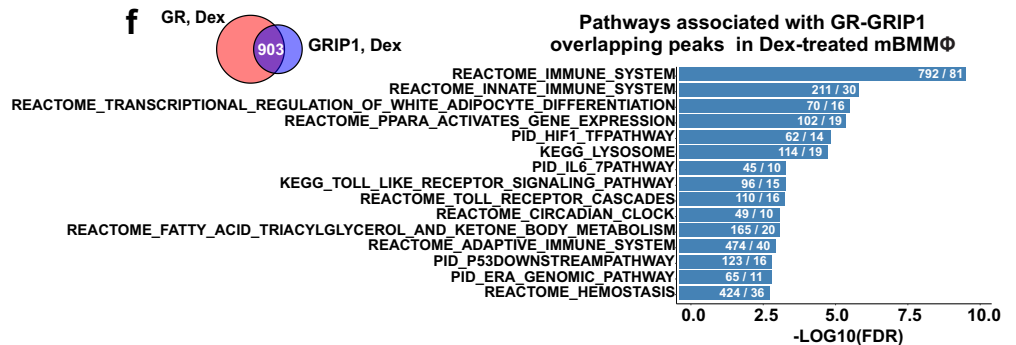 f
GR, Dex
903
GRIP1, Dex
Pathways associated with GR-GRIP1
overlapping peaks in Dex-treated mBMMΦ
REACTOME_IMMUNE_SYSTEM 792 / 81
REACTOME_INNATE_IMMUNE_SYSTEM 211 / 30
REACTOME_TRANSCRIPTIONAL_REGULATION_OF_WHITE_ADIPOCYTE_DIFFERENTIATION 70 / 16
REACTOME_PPARA_ACTIVATES_GENE_EXPRESSION 102 / 19
PID_HIF1_TFPATHWAY 62 / 14
KEGG_LYSOSOME 114 / 19
PID_IL6_7PATHWAY 45 / 10
KEGG_TOLL_LIKE_RECEPTOR_SIGNALING_PATHWAY 96 / 15
REACTOME_TOLL_RECEPTOR_CASCADES 110 / 16
REACTOME_CIRCADIAN_CLOCK 49 / 10
REACTOME_FATTY_ACID_TRIACYLGLYCEROL_AND_KETONE_BODY_METABOLISM 165 / 20
REACTOME_ADAPTIVE_IMMUNE_SYSTEM 474 / 40
PID_P53DOWNSTREAMPATHWAY 123 / 16
PID_ERA_GENOMIC_PATHWAY 65 / 11
REACTOME_HEMOSTASIS 424 / 36
0.0 2.5 5.0 7.5 10.0
-LOG10(FDR)